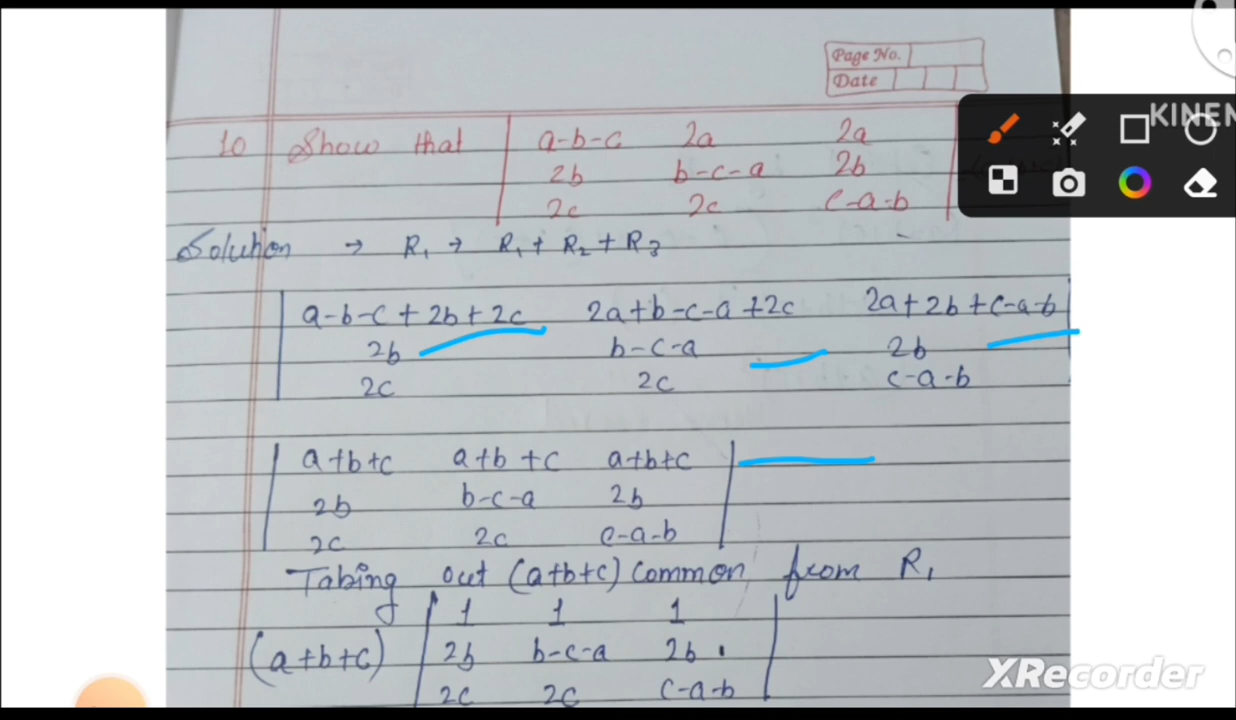 Page No.
Date
KINEM
10 Show that | a-b-c 2a 2a |
| 2b b-c-a 2b |
| 2c 2c c-a-b |
Solution → R₁ → R₁ + R₂ + R₃
| a-b-c+2b+2c 2a+b-c-a+2c 2a+2b+c-a-b |
| 2b b-c-a 2b |
| 2c 2c c-a-b |
| a+b+c a+b+c a+b+c |
| 2b b-c-a 2b |
| 2c 2c c-a-b |
Tabing out (a+b+c) common from R₁
| 1 1 1 |
(a+b+c) | 2b b-c-a 2b |
| 2c 2c c-a-b |
XRecorder